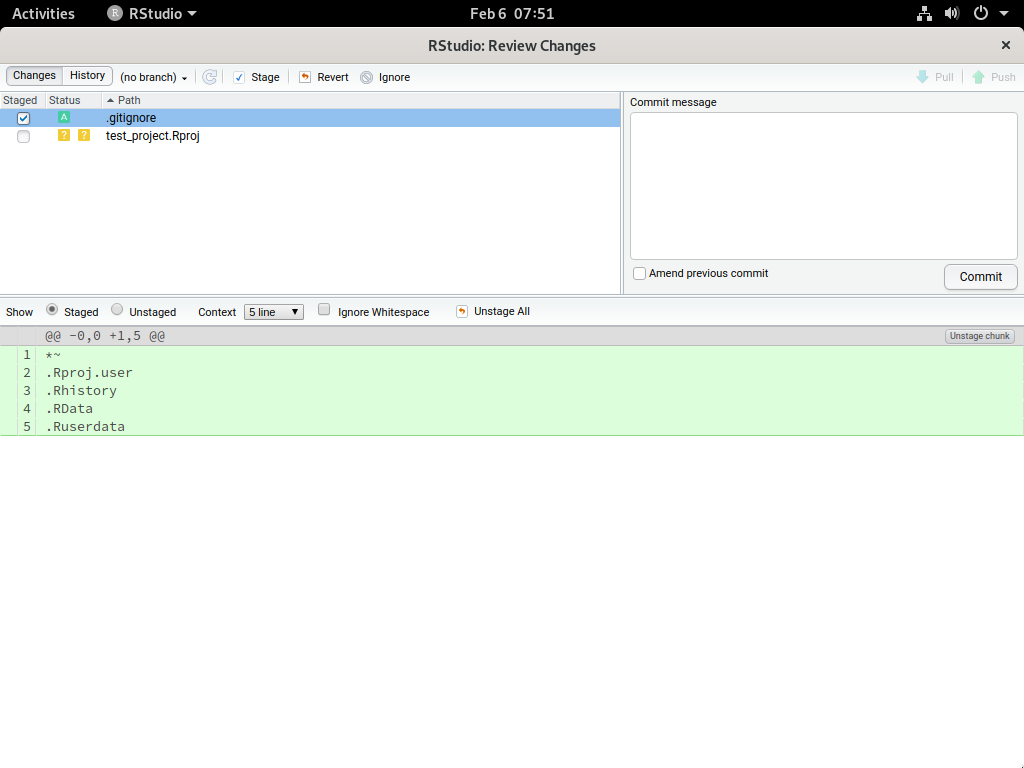 Activities RStudio Feb 6 07:51
RStudio: Review Changes
Changes History (no branch) Stage Revert Ignore Pull Push
Staged Status Path
A .gitignore
? ? test_project.Rproj
Commit message
Amend previous commit Commit
Show Staged Unstaged Context 5 line Ignore Whitespace Unstage All
@@ -0,0 +1,5 @@ Unstage chunk
1 *~
2 .Rproj.user
3 .Rhistory
4 .RData
5 .Ruserdata